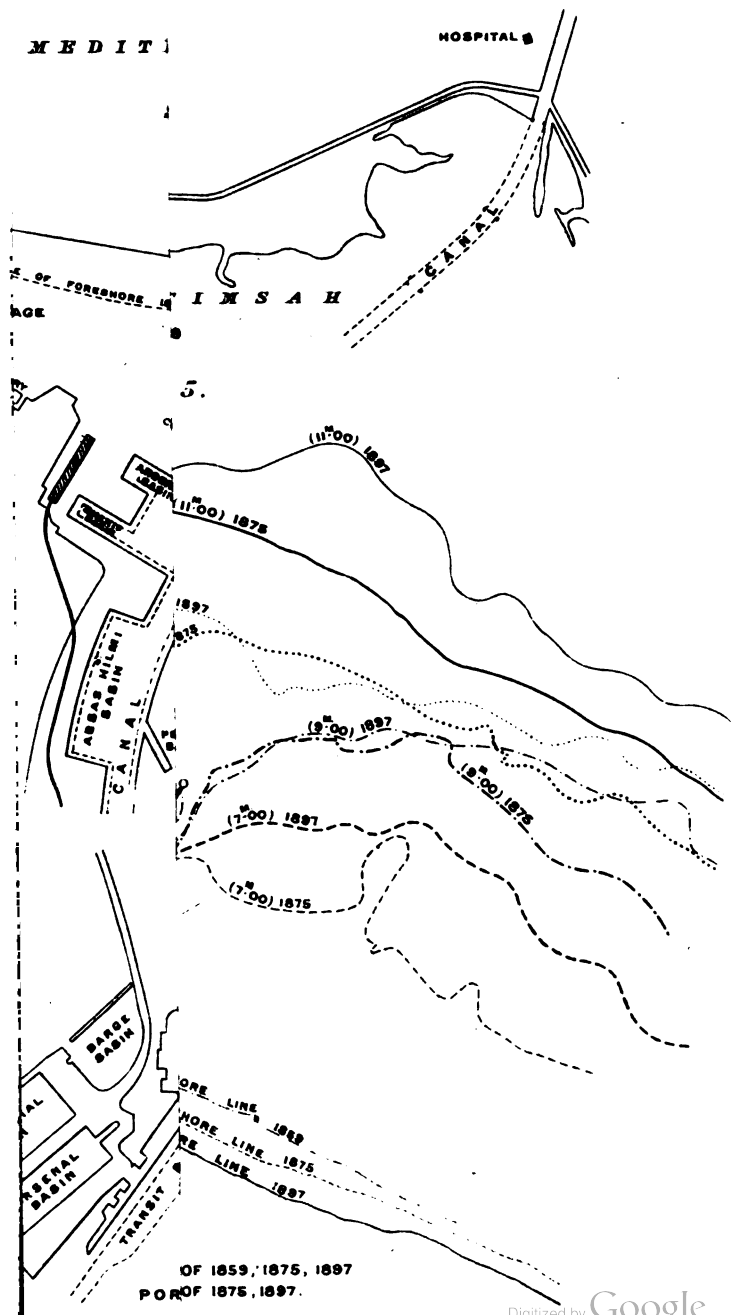 HOSPITAL
MEDIT
CANAL
OF FORESHORE
IMSAH
AGE
5.
(11.00) 1897
(11.00) 1875
1897
1875
ABBAS HILMI
BASIN
CANAL
(9.00) 1897
(9.00) 1875
(7.00) 1897
(7.00) 1875
BARGE
BASIN
ORE LINE 1859
HORE LINE 1875
RE LINE 1897
RSENAL
BASIN
TRANSIT
OF 1859, 1875, 1897
POR OF 1875, 1897.
Digitized by Google